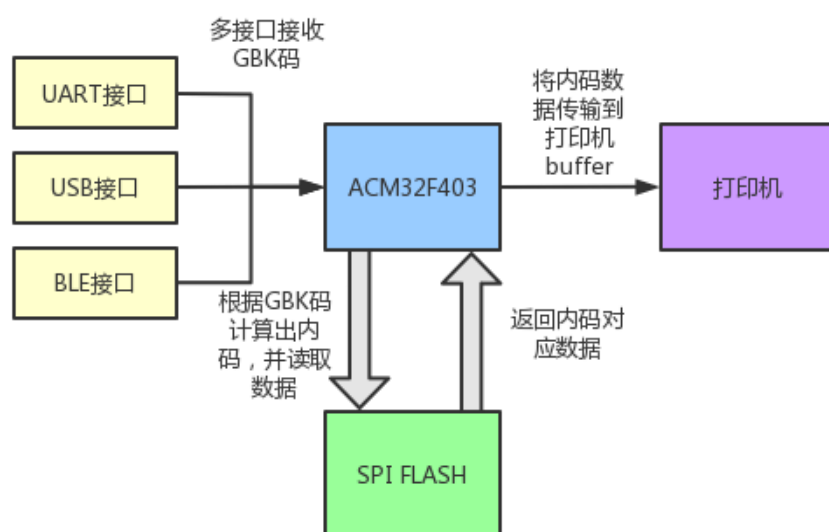 多接口接收
GBK码
UART接口
USB接口
BLE接口
ACM32F403
将内码数
据传输到
打印机
buffer
打印机
根据GBK码
计算出内
码，并读取
数据
返回内码对
应数据
SPI FLASH